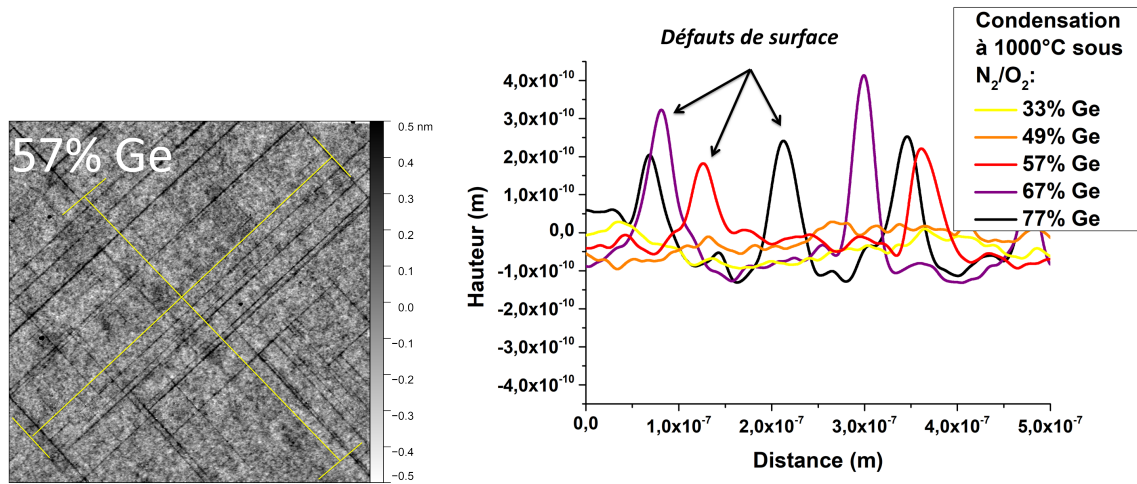 57% Ge
0.5 nm
0.4
0.3
0.2
0.1
0.0
−0.1
−0.2
−0.3
−0.4
−0.5
Défauts de surface
Hauteur (m)
4,0x10⁻¹⁰
3,0x10⁻¹⁰
2,0x10⁻¹⁰
1,0x10⁻¹⁰
0,0
-1,0x10⁻¹⁰
-2,0x10⁻¹⁰
-3,0x10⁻¹⁰
-4,0x10⁻¹⁰
0,0 1,0x10⁻⁷ 2,0x10⁻⁷ 3,0x10⁻⁷ 4,0x10⁻⁷ 5,0x10⁻⁷
Distance (m)
Condensation
à 1000°C sous
N₂/O₂:
33% Ge
49% Ge
57% Ge
67% Ge
77% Ge